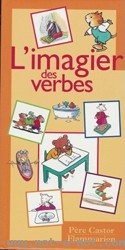 L'imagier
des
verbes
Père Castor
Flammarion